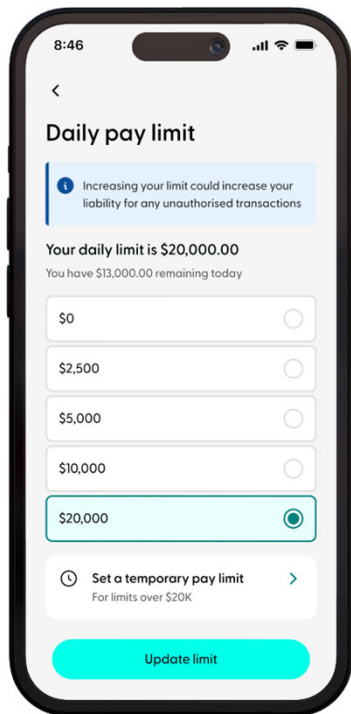 8:46
Daily pay limit
Increasing your limit could increase your
liability for any unauthorised transactions
Your daily limit is $20,000.00
You have $13,000.00 remaining today
$0
$2,500
$5,000
$10,000
$20,000
Set a temporary pay limit
For limits over $20K
Update limit